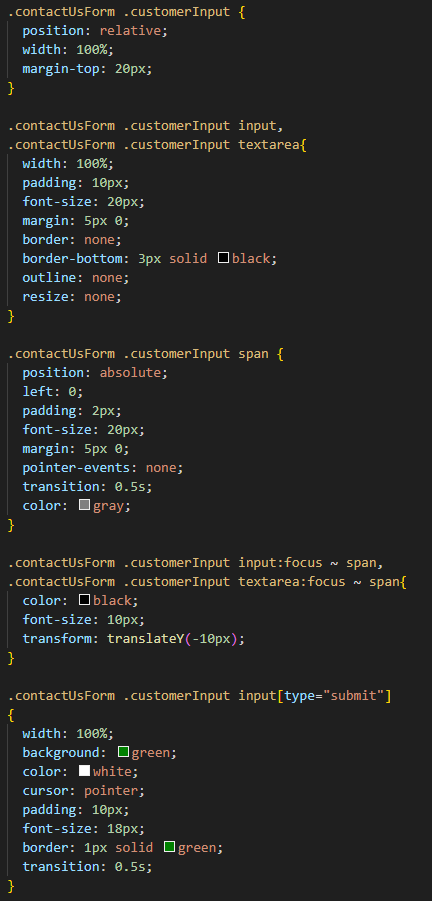 .contactUsForm .customerInput {
  position: relative;
  width: 100%;
  margin-top: 20px;
}

.contactUsForm .customerInput input,
.contactUsForm .customerInput textarea{
  width: 100%;
  padding: 10px;
  font-size: 20px;
  margin: 5px 0;
  border: none;
  border-bottom: 3px solid black;
  outline: none;
  resize: none;
}

.contactUsForm .customerInput span {
  position: absolute;
  left: 0;
  padding: 2px;
  font-size: 20px;
  margin: 5px 0;
  pointer-events: none;
  transition: 0.5s;
  color: gray;
}

.contactUsForm .customerInput input:focus ~ span,
.contactUsForm .customerInput textarea:focus ~ span{
  color: black;
  font-size: 10px;
  transform: translateY(-10px);
}

.contactUsForm .customerInput input[type="submit"]
{
  width: 100%;
  background: green;
  color: white;
  cursor: pointer;
  padding: 10px;
  font-size: 18px;
  border: 1px solid green;
  transition: 0.5s;
}